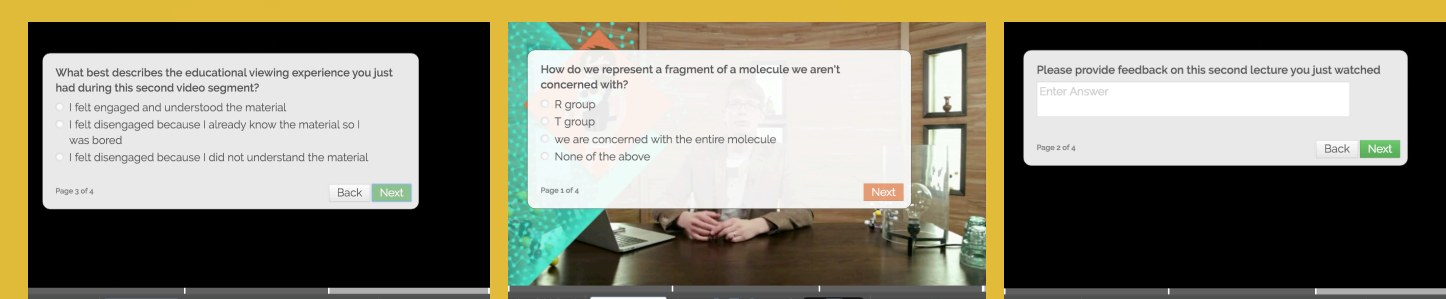 What best describes the educational viewing experience you just
had during this second video segment?
I felt engaged and understood the material
I felt disengaged because I already know the material so I
was bored
I felt disengaged because I did not understand the material
Page 3 of 4
Back Next
How do we represent a fragment of a molecule we aren't
concerned with?
R group
T group
we are concerned with the entire molecule
None of the above
Page 1 of 4
Next
Please provide feedback on this second lecture you just watched
Enter Answer
Page 2 of 4
Back Next